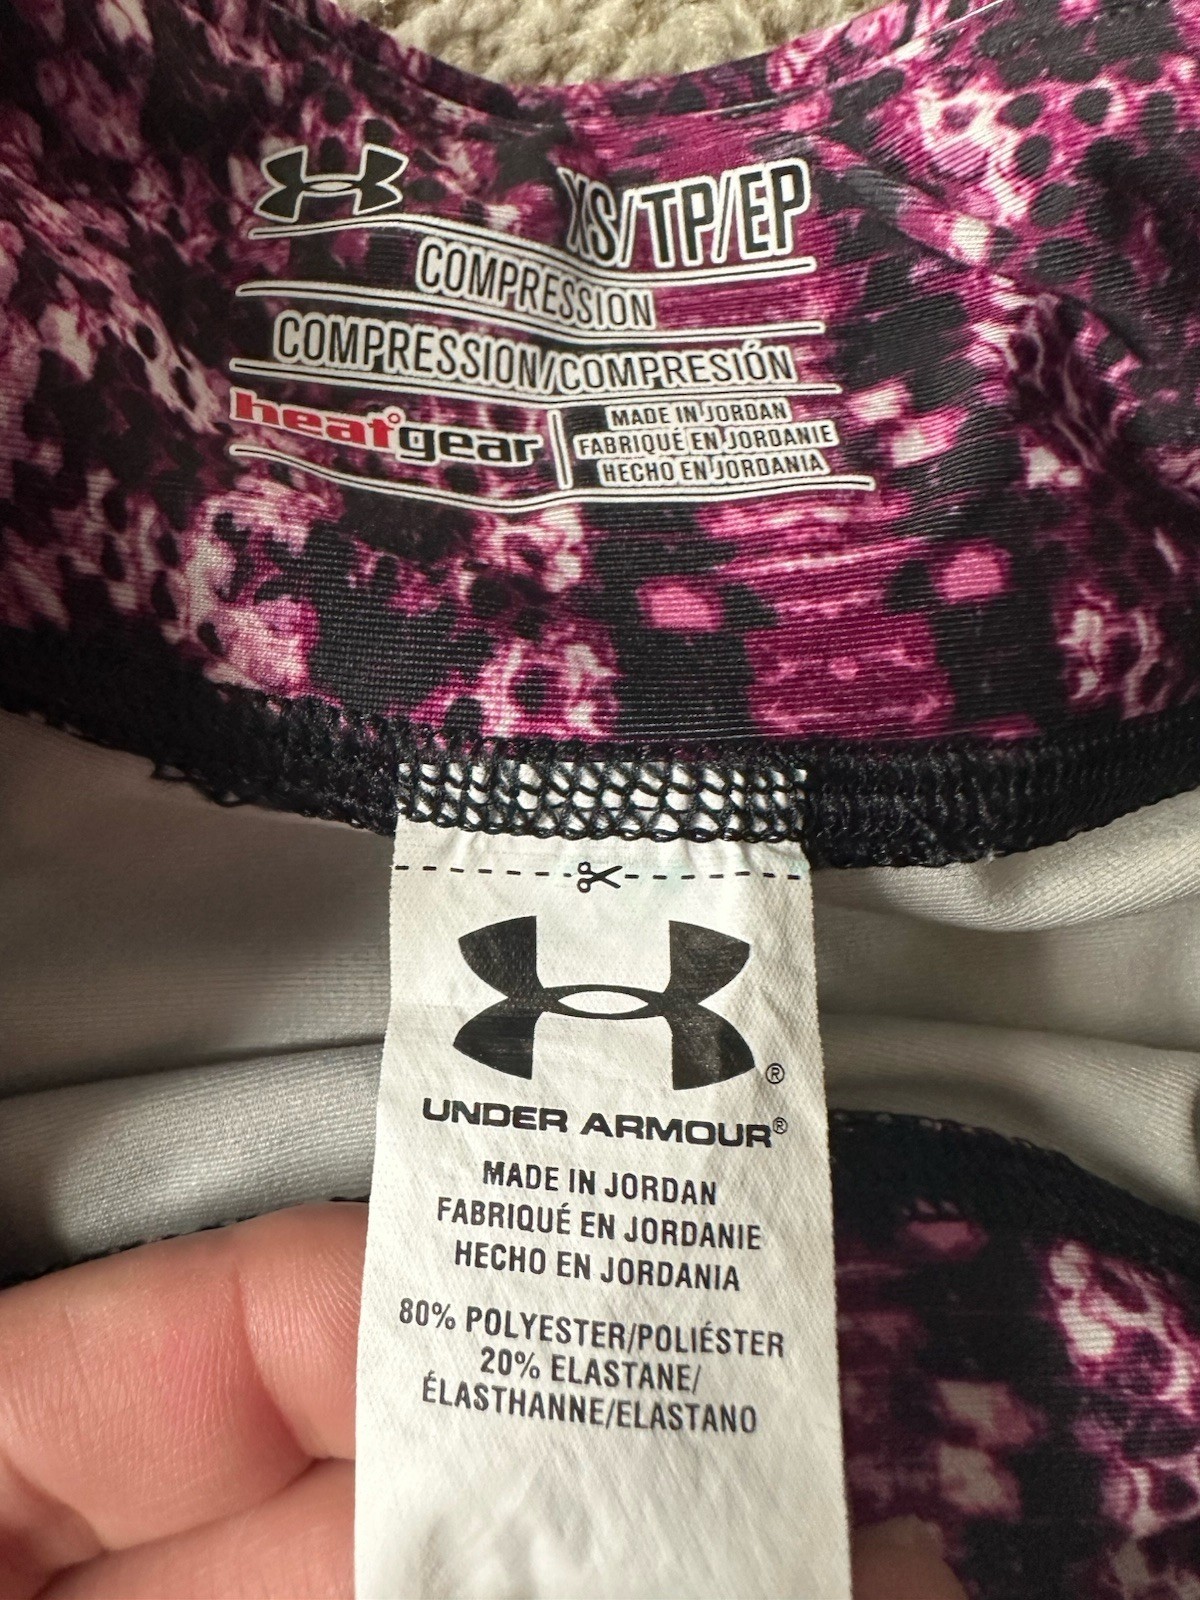 XS/TP/EP
COMPRESSION
COMPRESSION/COMPRESIÓN
heatgear
MADE IN JORDAN
FABRIQUÉ EN JORDANIE
HECHO EN JORDANIA
®
UNDER ARMOUR®
MADE IN JORDAN
FABRIQUÉ EN JORDANIE
HECHO EN JORDANIA
80% POLYESTER/POLIÉSTER
20% ELASTANE/
ÉLASTHANNE/ELASTANO